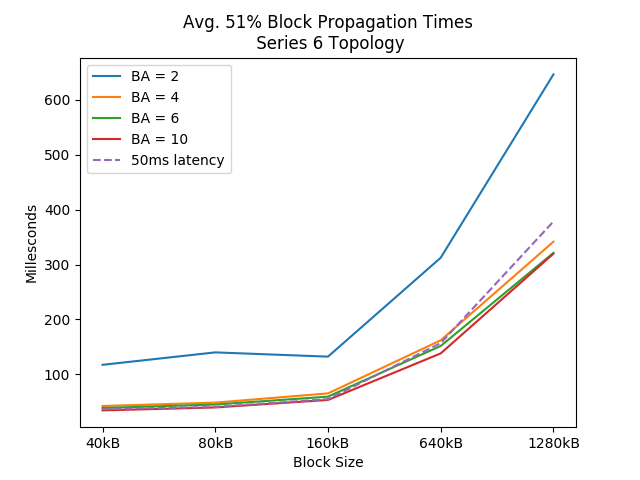 Avg. 51% Block Propagation Times
Series 6 Topology
BA = 2
BA = 4
BA = 6
BA = 10
50ms latency
Millesconds
600
500
400
300
200
100
40kB 80kB 160kB 640kB 1280kB
Block Size